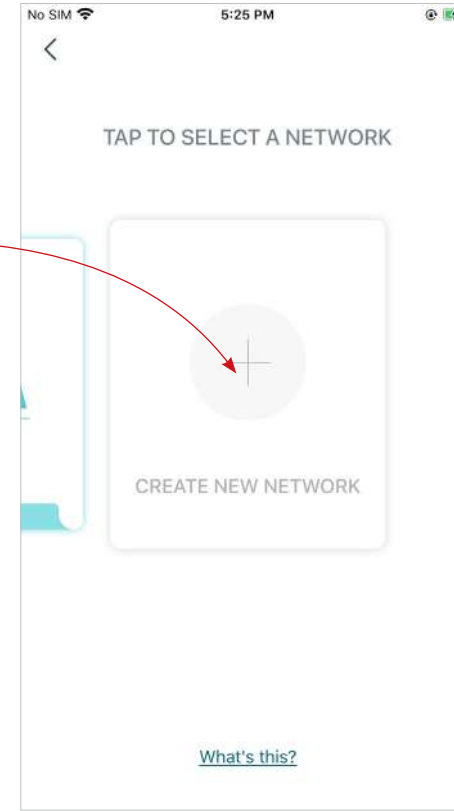 No SIM 5:25 PM
TAP TO SELECT A NETWORK
CREATE NEW NETWORK
What's this?